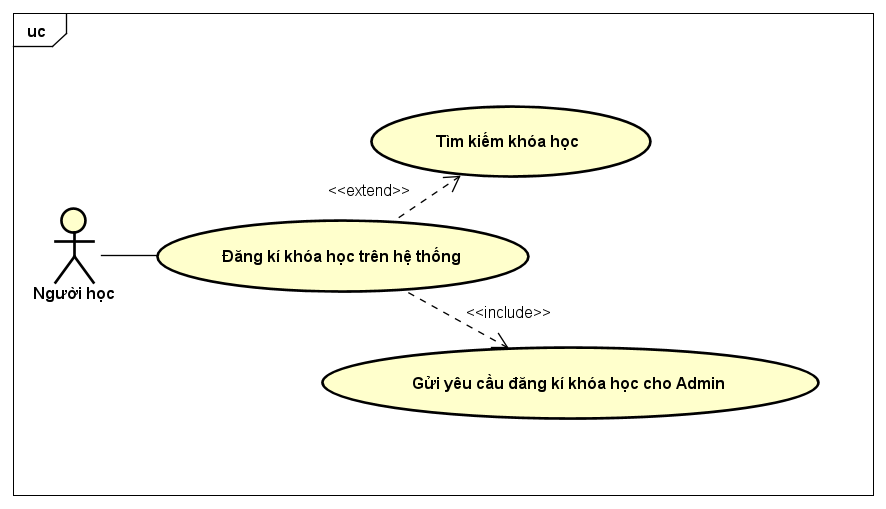 uc
Tìm kiếm khóa học
<<extend>>
Đăng kí khóa học trên hệ thống
Người học
<<include>>
Gửi yêu cầu đăng kí khóa học cho Admin